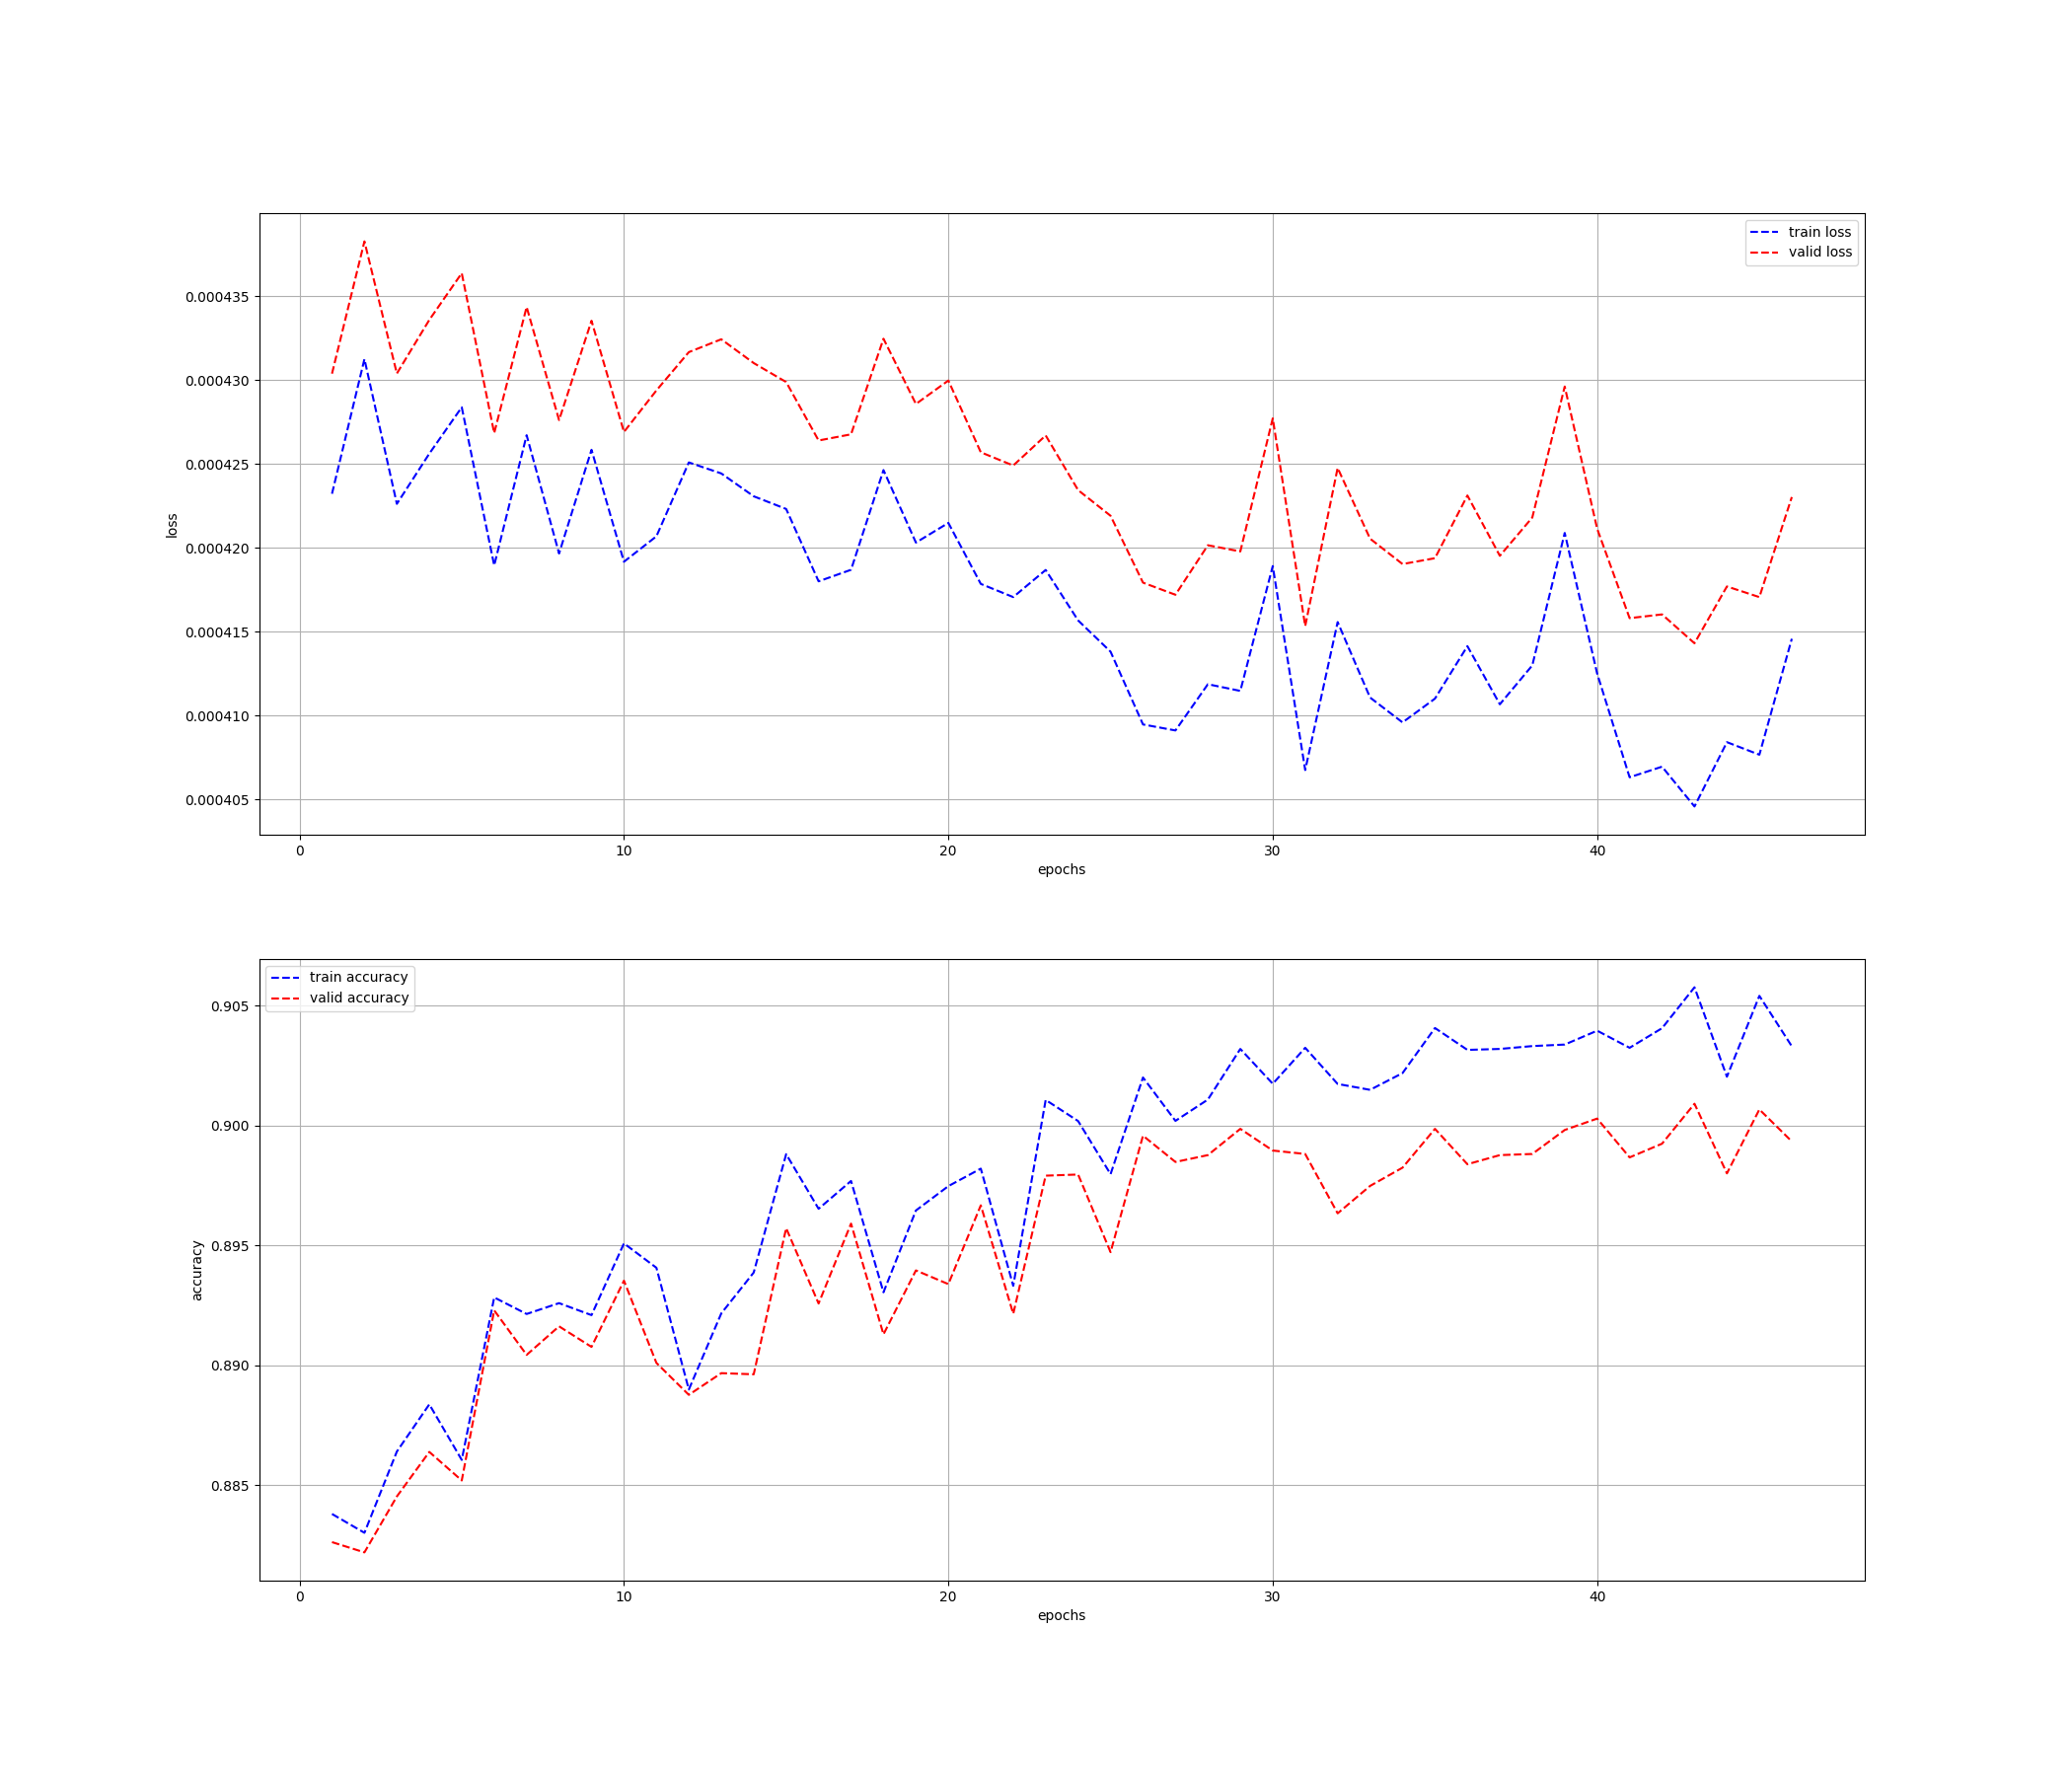 train loss
valid loss
0.000435
0.000430
0.000425
0.000420
0.000415
0.000410
0.000405
loss
0 10 20 30 40
epochs
train accuracy
valid accuracy
0.905
0.900
0.895
0.890
0.885
accuracy
0 10 20 30 40
epochs